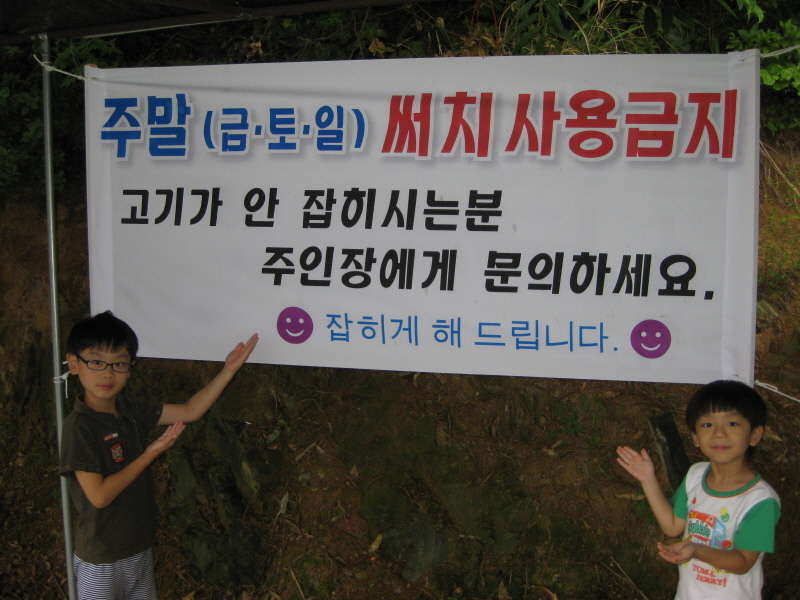 주말 (금·토·일) 써치 사용금지
고기가 안 잡히시는분
주인장에게 문의하세요.
잡히게 해 드립니다.
TOM &
JERRY!